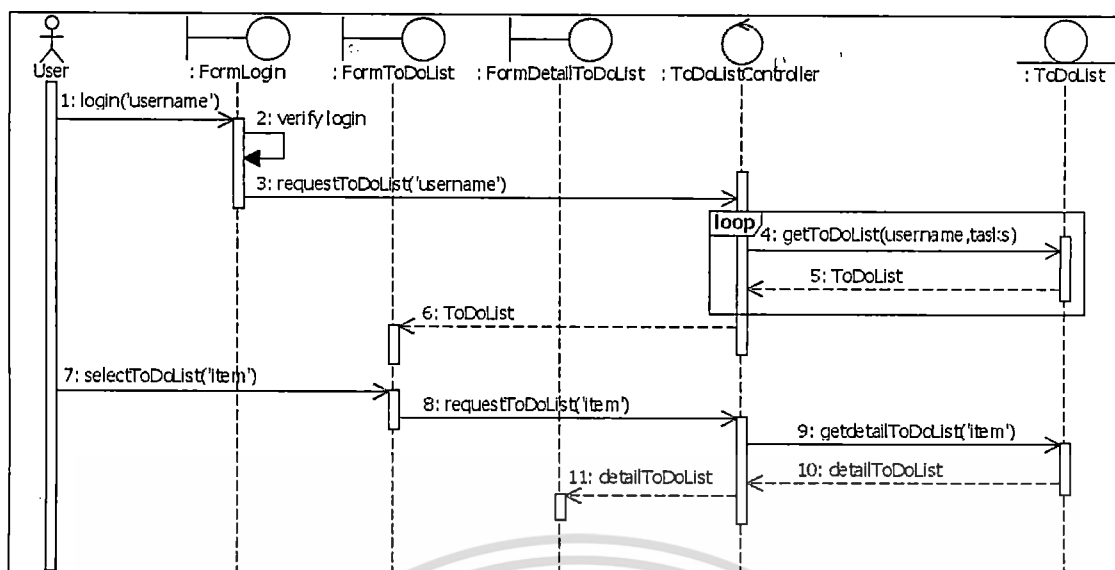 User
: FormLogin
: FormToDoList
: FormDetailToDoList
: ToDoListController
: ToDoList
1: login('username')
2: verify login
3: requestToDoList('username')
loop
4: getToDoList(username,tasks)
5: ToDoList
6: ToDoList
7: selectToDoList('item')
8: requestToDoList('item')
9: getdetailToDoList('item')
10: detailToDoList
11: detailToDoList